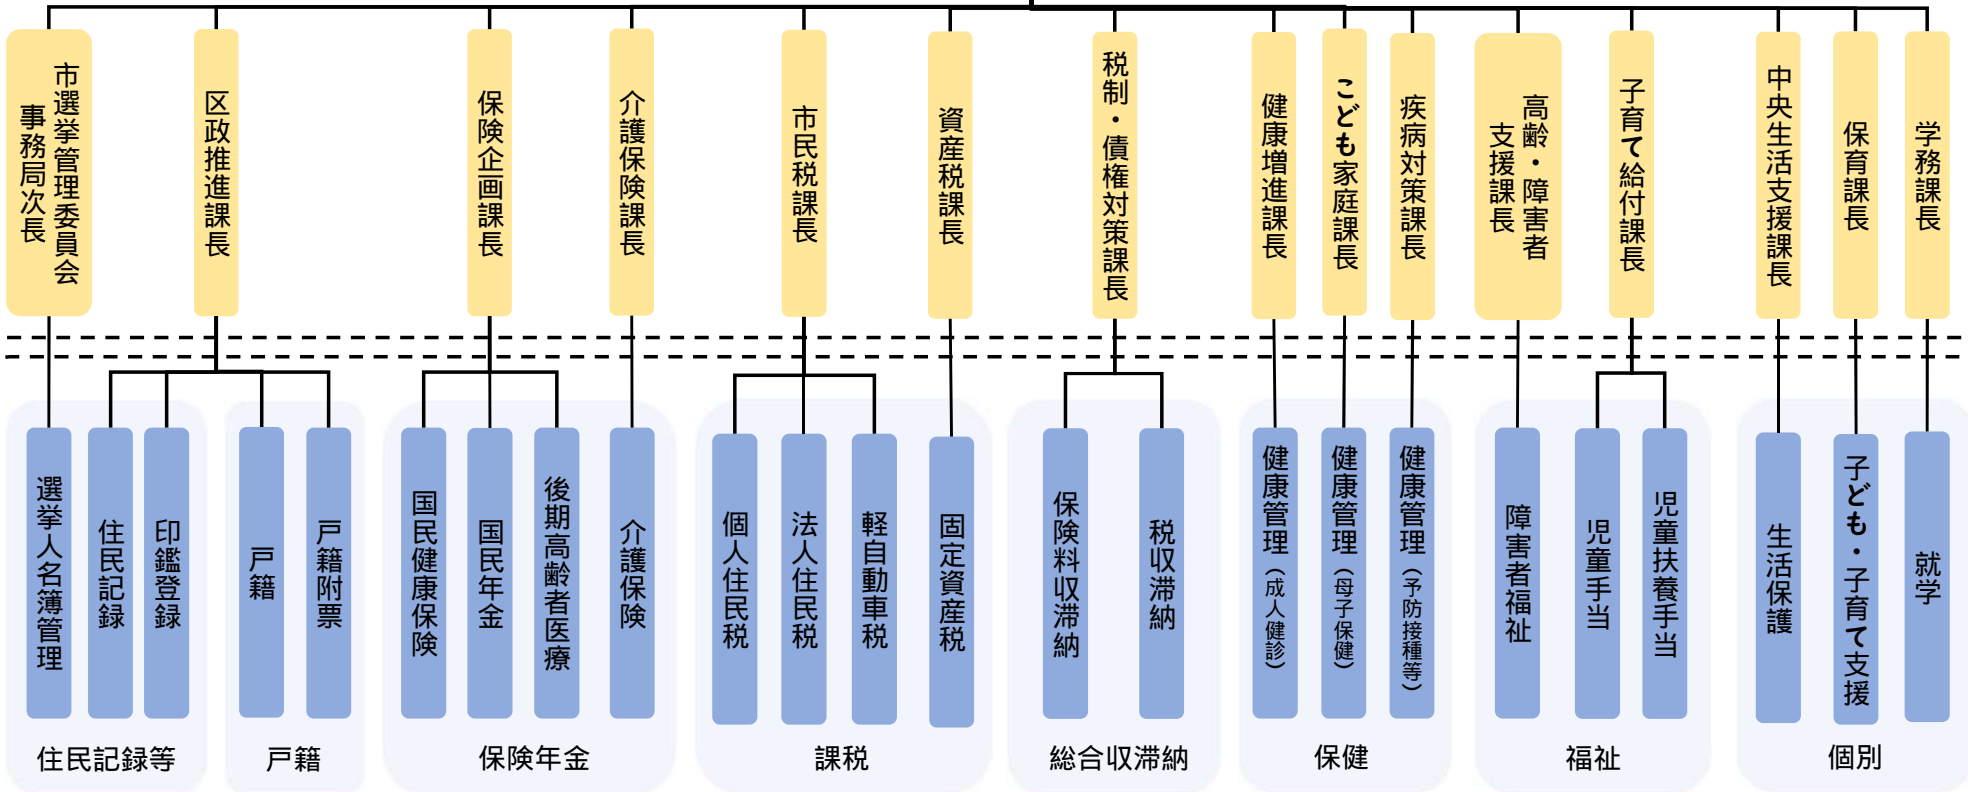 市選挙管理委員会
事務局次長
区政推進課長
保険企画課長
介護保険課長
市民税課長
資産税課長
税制・債権対策課長
健康増進課長
こども家庭課長
疾病対策課長
高齢・障害者
支援課長
子育て給付課長
中央生活支援課長
保育課長
学務課長
選挙人名簿管理
住民記録
印鑑登録
戸籍
戸籍附票
国民健康保険
国民年金
後期高齢者医療
介護保険
個人住民税
法人住民税
軽自動車税
固定資産税
保険料収滞納
税収滞納
健康管理（成人健診）
健康管理（母子保健）
健康管理（予防接種等）
障害者福祉
児童手当
児童扶養手当
生活保護
子ども・子育て支援
就学
住民記録等
戸籍
保険年金
課税
総合収滞納
保健
福祉
個別